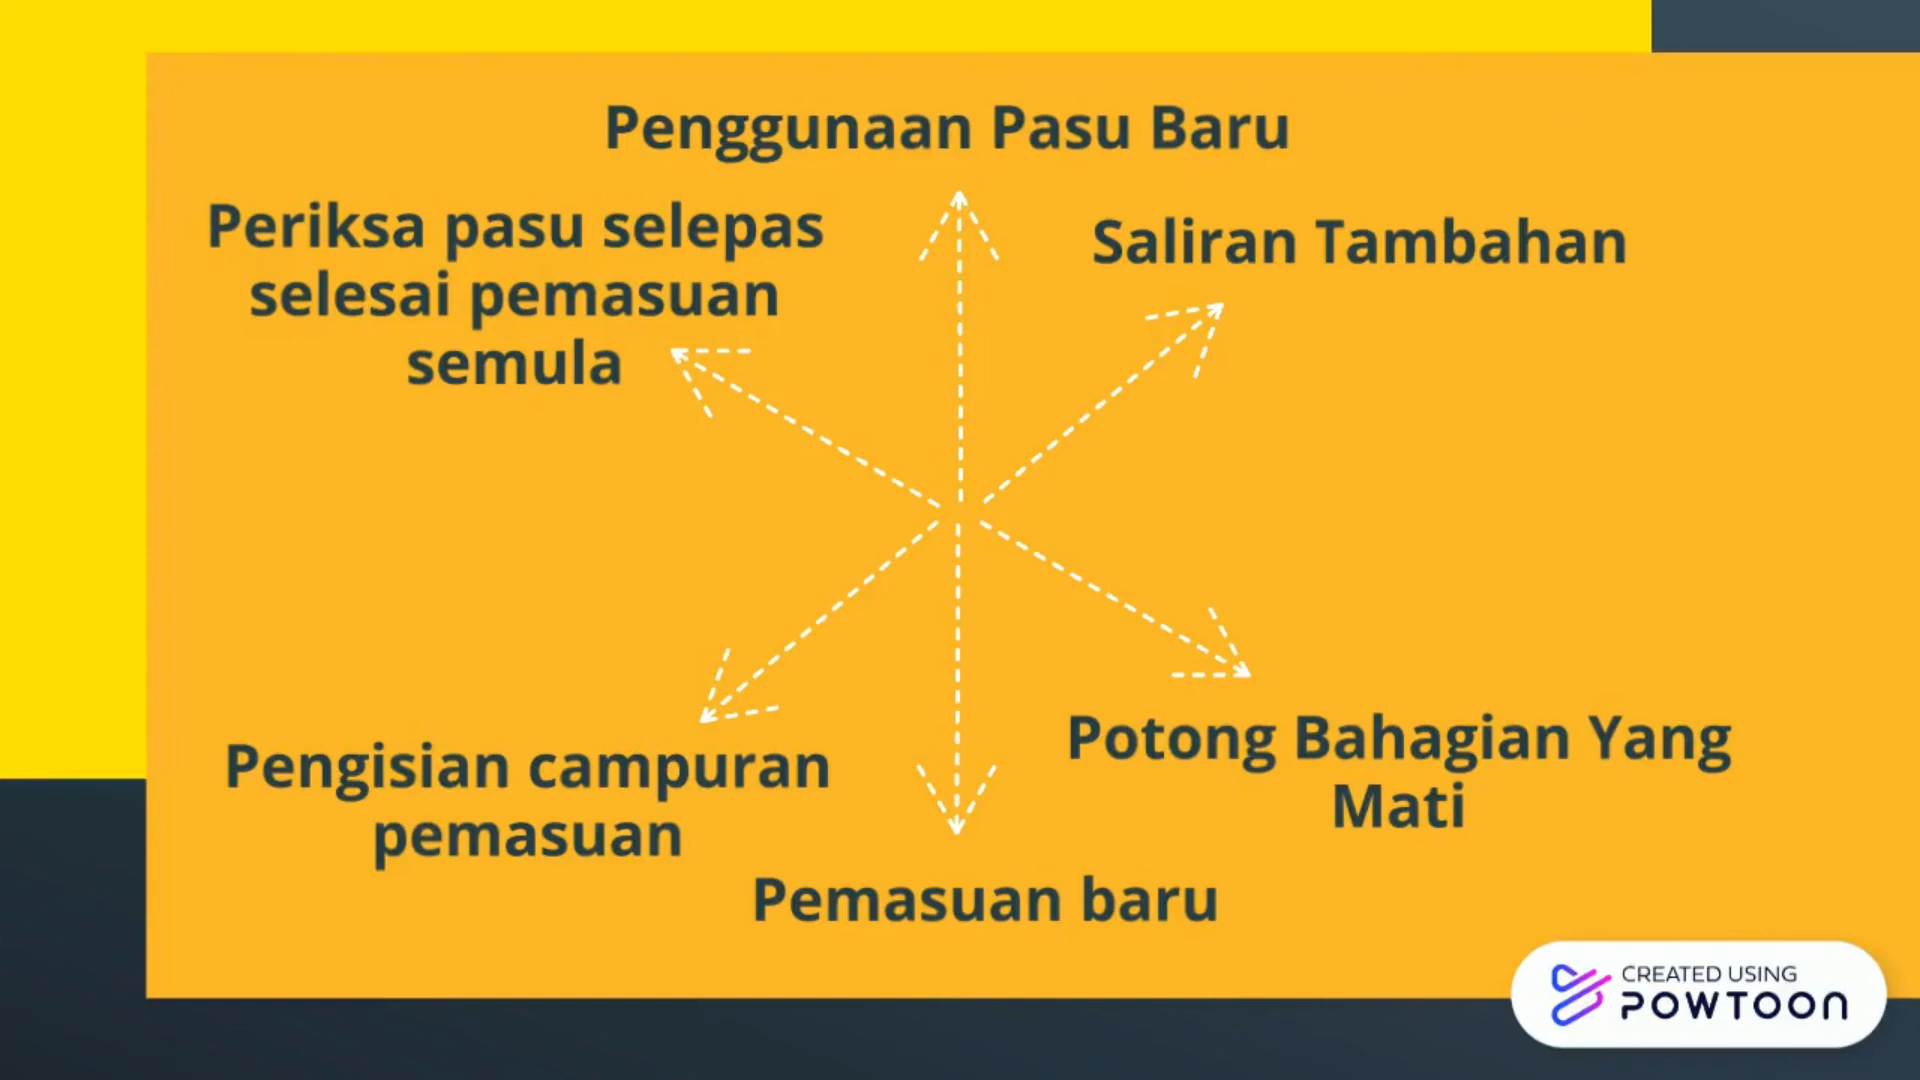 Penggunaan Pasu Baru
Periksa pasu selepas
selesai pemasuan
semula
Saliran Tambahan
Pengisian campuran
pemasuan
Potong Bahagian Yang
Mati
Pemasuan baru
CREATED USING
POWTOON